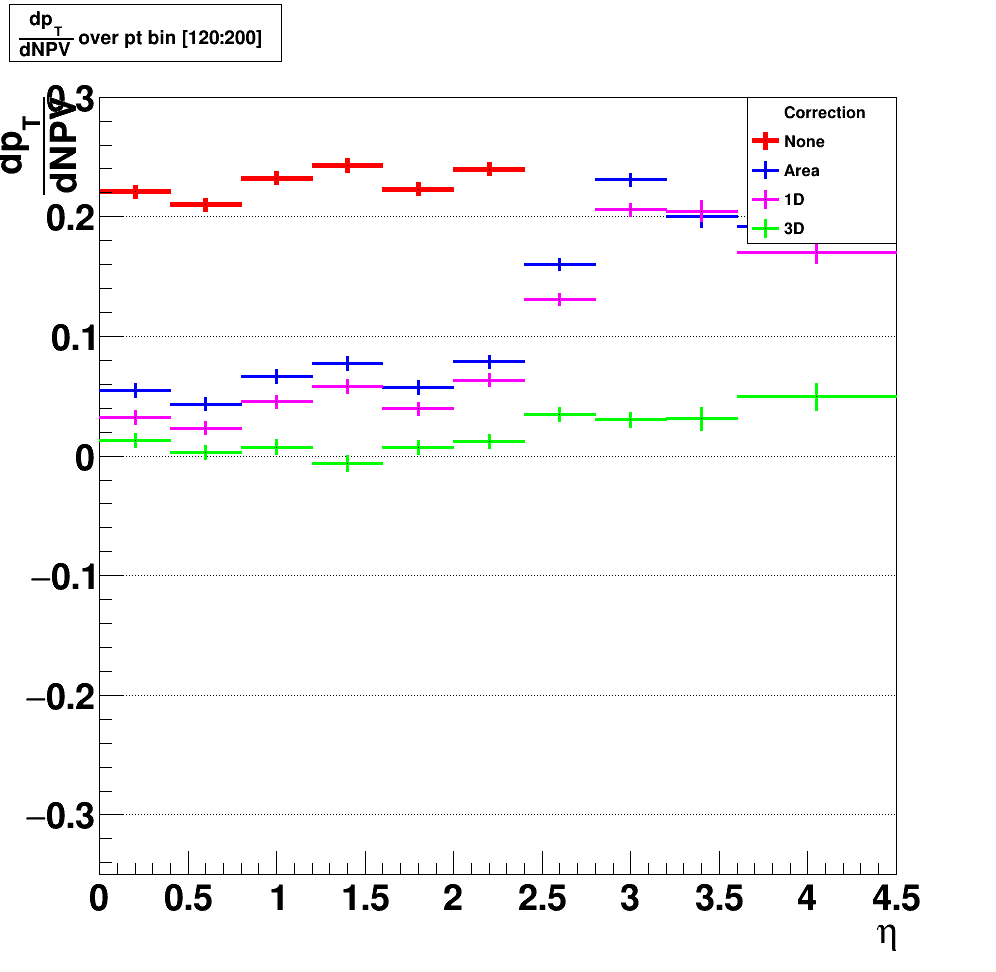 dp_T
dNPV over pt bin [120:200]
dp_T
dNPV
0.3
0.2
0.1
0
−0.1
−0.2
−0.3
Correction
None
Area
1D
3D
0 0.5 1 1.5 2 2.5 3 3.5 4 4.5
η